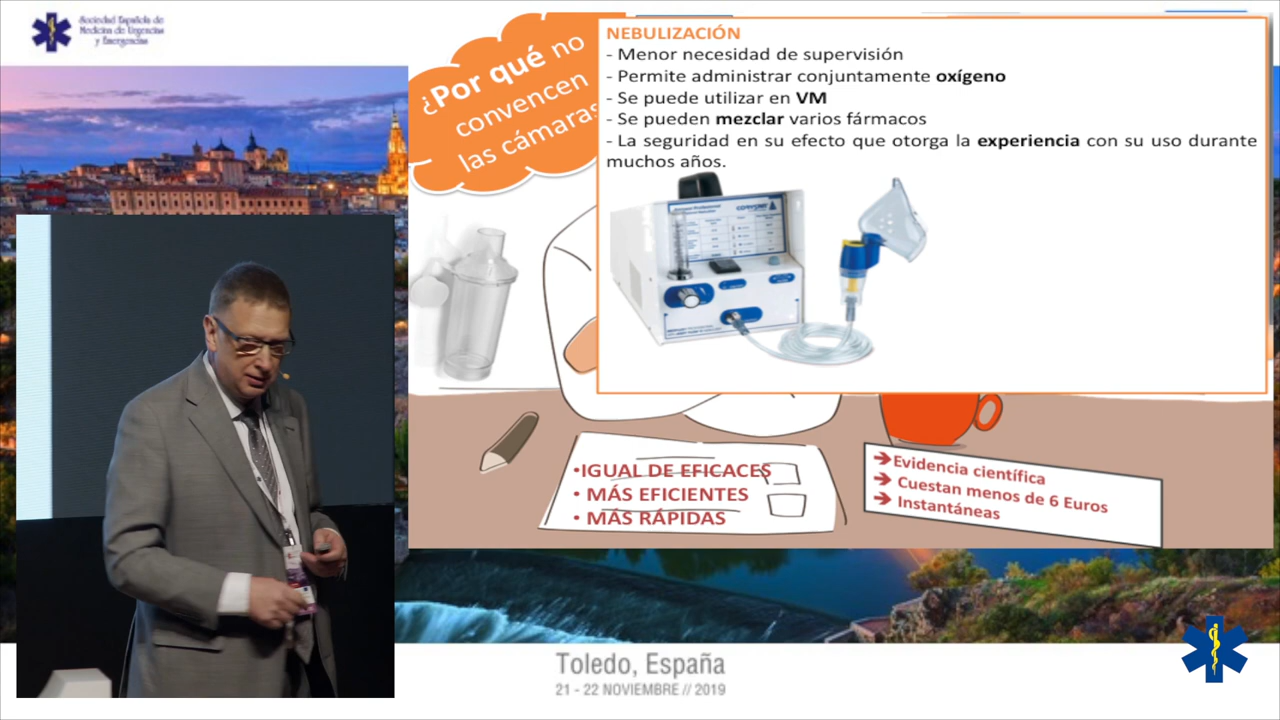 Sociedad Española de
Medicina de Urgencias
y Emergencias
¿Por qué no
convencen
las cámaras
NEBULIZACIÓN
- Menor necesidad de supervisión
- Permite administrar conjuntamente oxígeno
- Se puede utilizar en VM
- Se pueden mezclar varios fármacos
- La seguridad en su efecto que otorga la experiencia con su uso durante
muchos años.
•IGUAL DE EFICACES
• MÁS EFICIENTES
• MÁS RÁPIDAS
➔Evidencia científica
➔ Cuestan menos de 6 Euros
➔ Instantáneas
Toledo, España
21 - 22 NOVIEMBRE // 2019